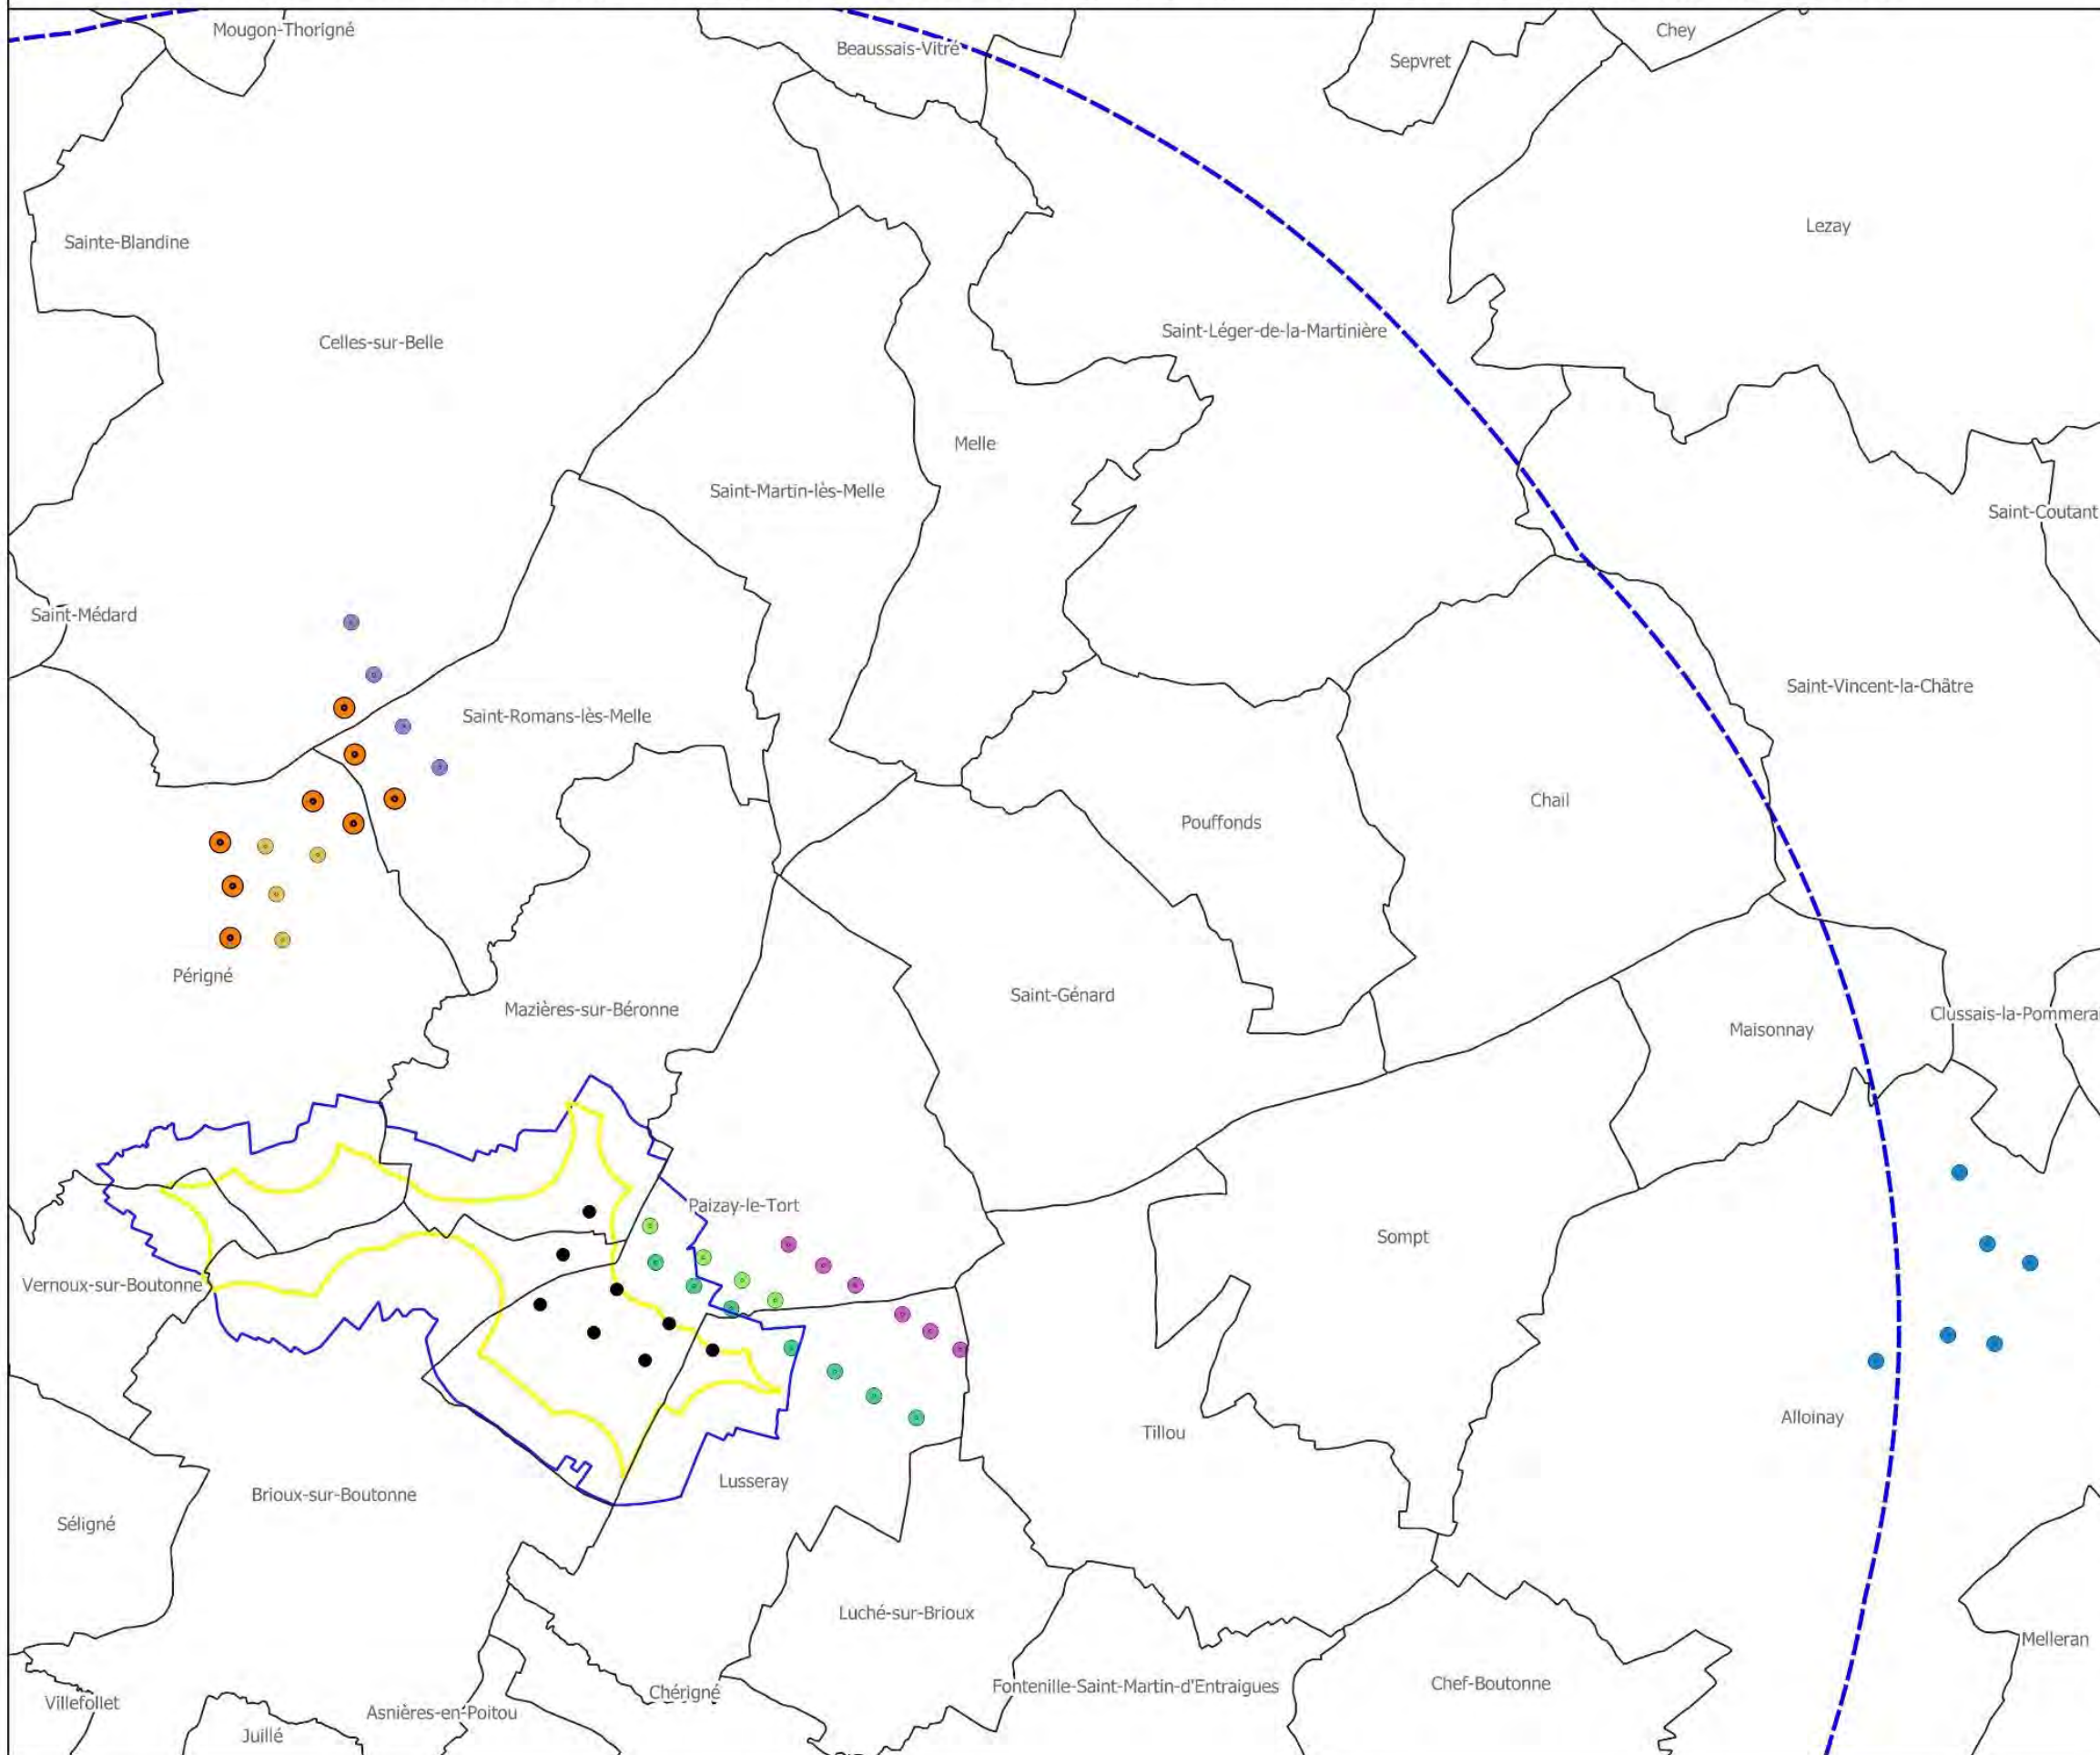 Mougon-Thorigné
Beaussais-Vitré
Sepvret
Chey
Lezay
Sainte-Blandine
Celles-sur-Belle
Saint-Léger-de-la-Martinière
Melle
Saint-Martin-lès-Melle
Saint-Coutant
Saint-Médard
Saint-Romans-lès-Melle
Saint-Vincent-la-Châtre
Pouffonds
Chail
Périgné
Mazières-sur-Béronne
Saint-Génard
Maisonnay
Clussais-la-Pommera
Paizay-le-Tort
Sompt
Vernoux-sur-Boutonne
Alloinay
Tillou
Lusseray
Brioux-sur-Boutonne
Séligné
Luché-sur-Brioux
Melleran
Fontenille-Saint-Martin-d'Entraigues
Chef-Boutonne
Chérigné
Villefollet
Asnières-en-Poitou
Juillé